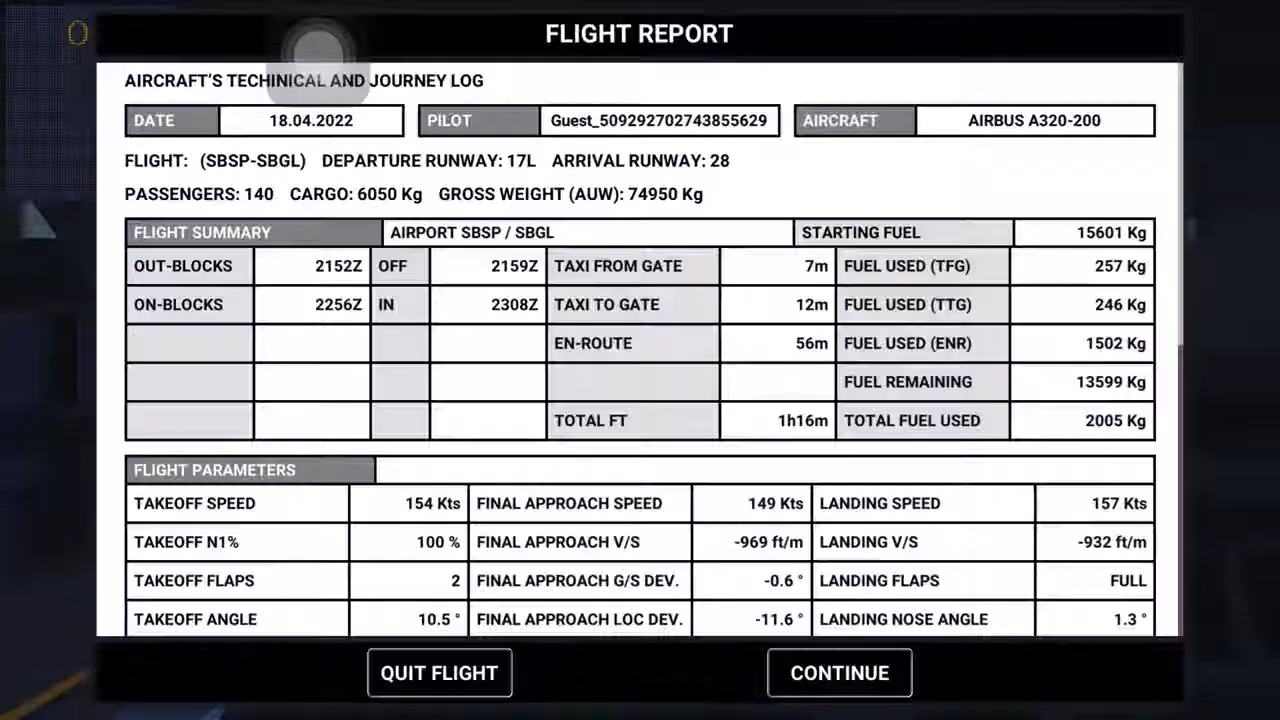 FLIGHT REPORT
AIRCRAFT'S TECHINICAL AND JOURNEY LOG
DATE 18.04.2022 PILOT Guest_509292702743855629 AIRCRAFT AIRBUS A320-200
FLIGHT: (SBSP-SBGL) DEPARTURE RUNWAY: 17L ARRIVAL RUNWAY: 28
PASSENGERS: 140 CARGO: 6050 Kg GROSS WEIGHT (AUW): 74950 Kg
FLIGHT SUMMARY AIRPORT SBSP / SBGL STARTING FUEL 15601 Kg
OUT-BLOCKS 2152Z OFF 2159Z TAXI FROM GATE 7m FUEL USED (TFG) 257 Kg
ON-BLOCKS 2256Z IN 2308Z TAXI TO GATE 12m FUEL USED (TTG) 246 Kg
EN-ROUTE 56m FUEL USED (ENR) 1502 Kg
FUEL REMAINING 13599 Kg
TOTAL FT 1h16m TOTAL FUEL USED 2005 Kg
FLIGHT PARAMETERS
TAKEOFF SPEED 154 Kts FINAL APPROACH SPEED 149 Kts LANDING SPEED 157 Kts
TAKEOFF N1% 100 % FINAL APPROACH V/S -969 ft/m LANDING V/S -932 ft/m
TAKEOFF FLAPS 2 FINAL APPROACH G/S DEV. -0.6 ° LANDING FLAPS FULL
TAKEOFF ANGLE 10.5 ° FINAL APPROACH LOC DEV. -11.6 ° LANDING NOSE ANGLE 1.3 °
QUIT FLIGHT CONTINUE